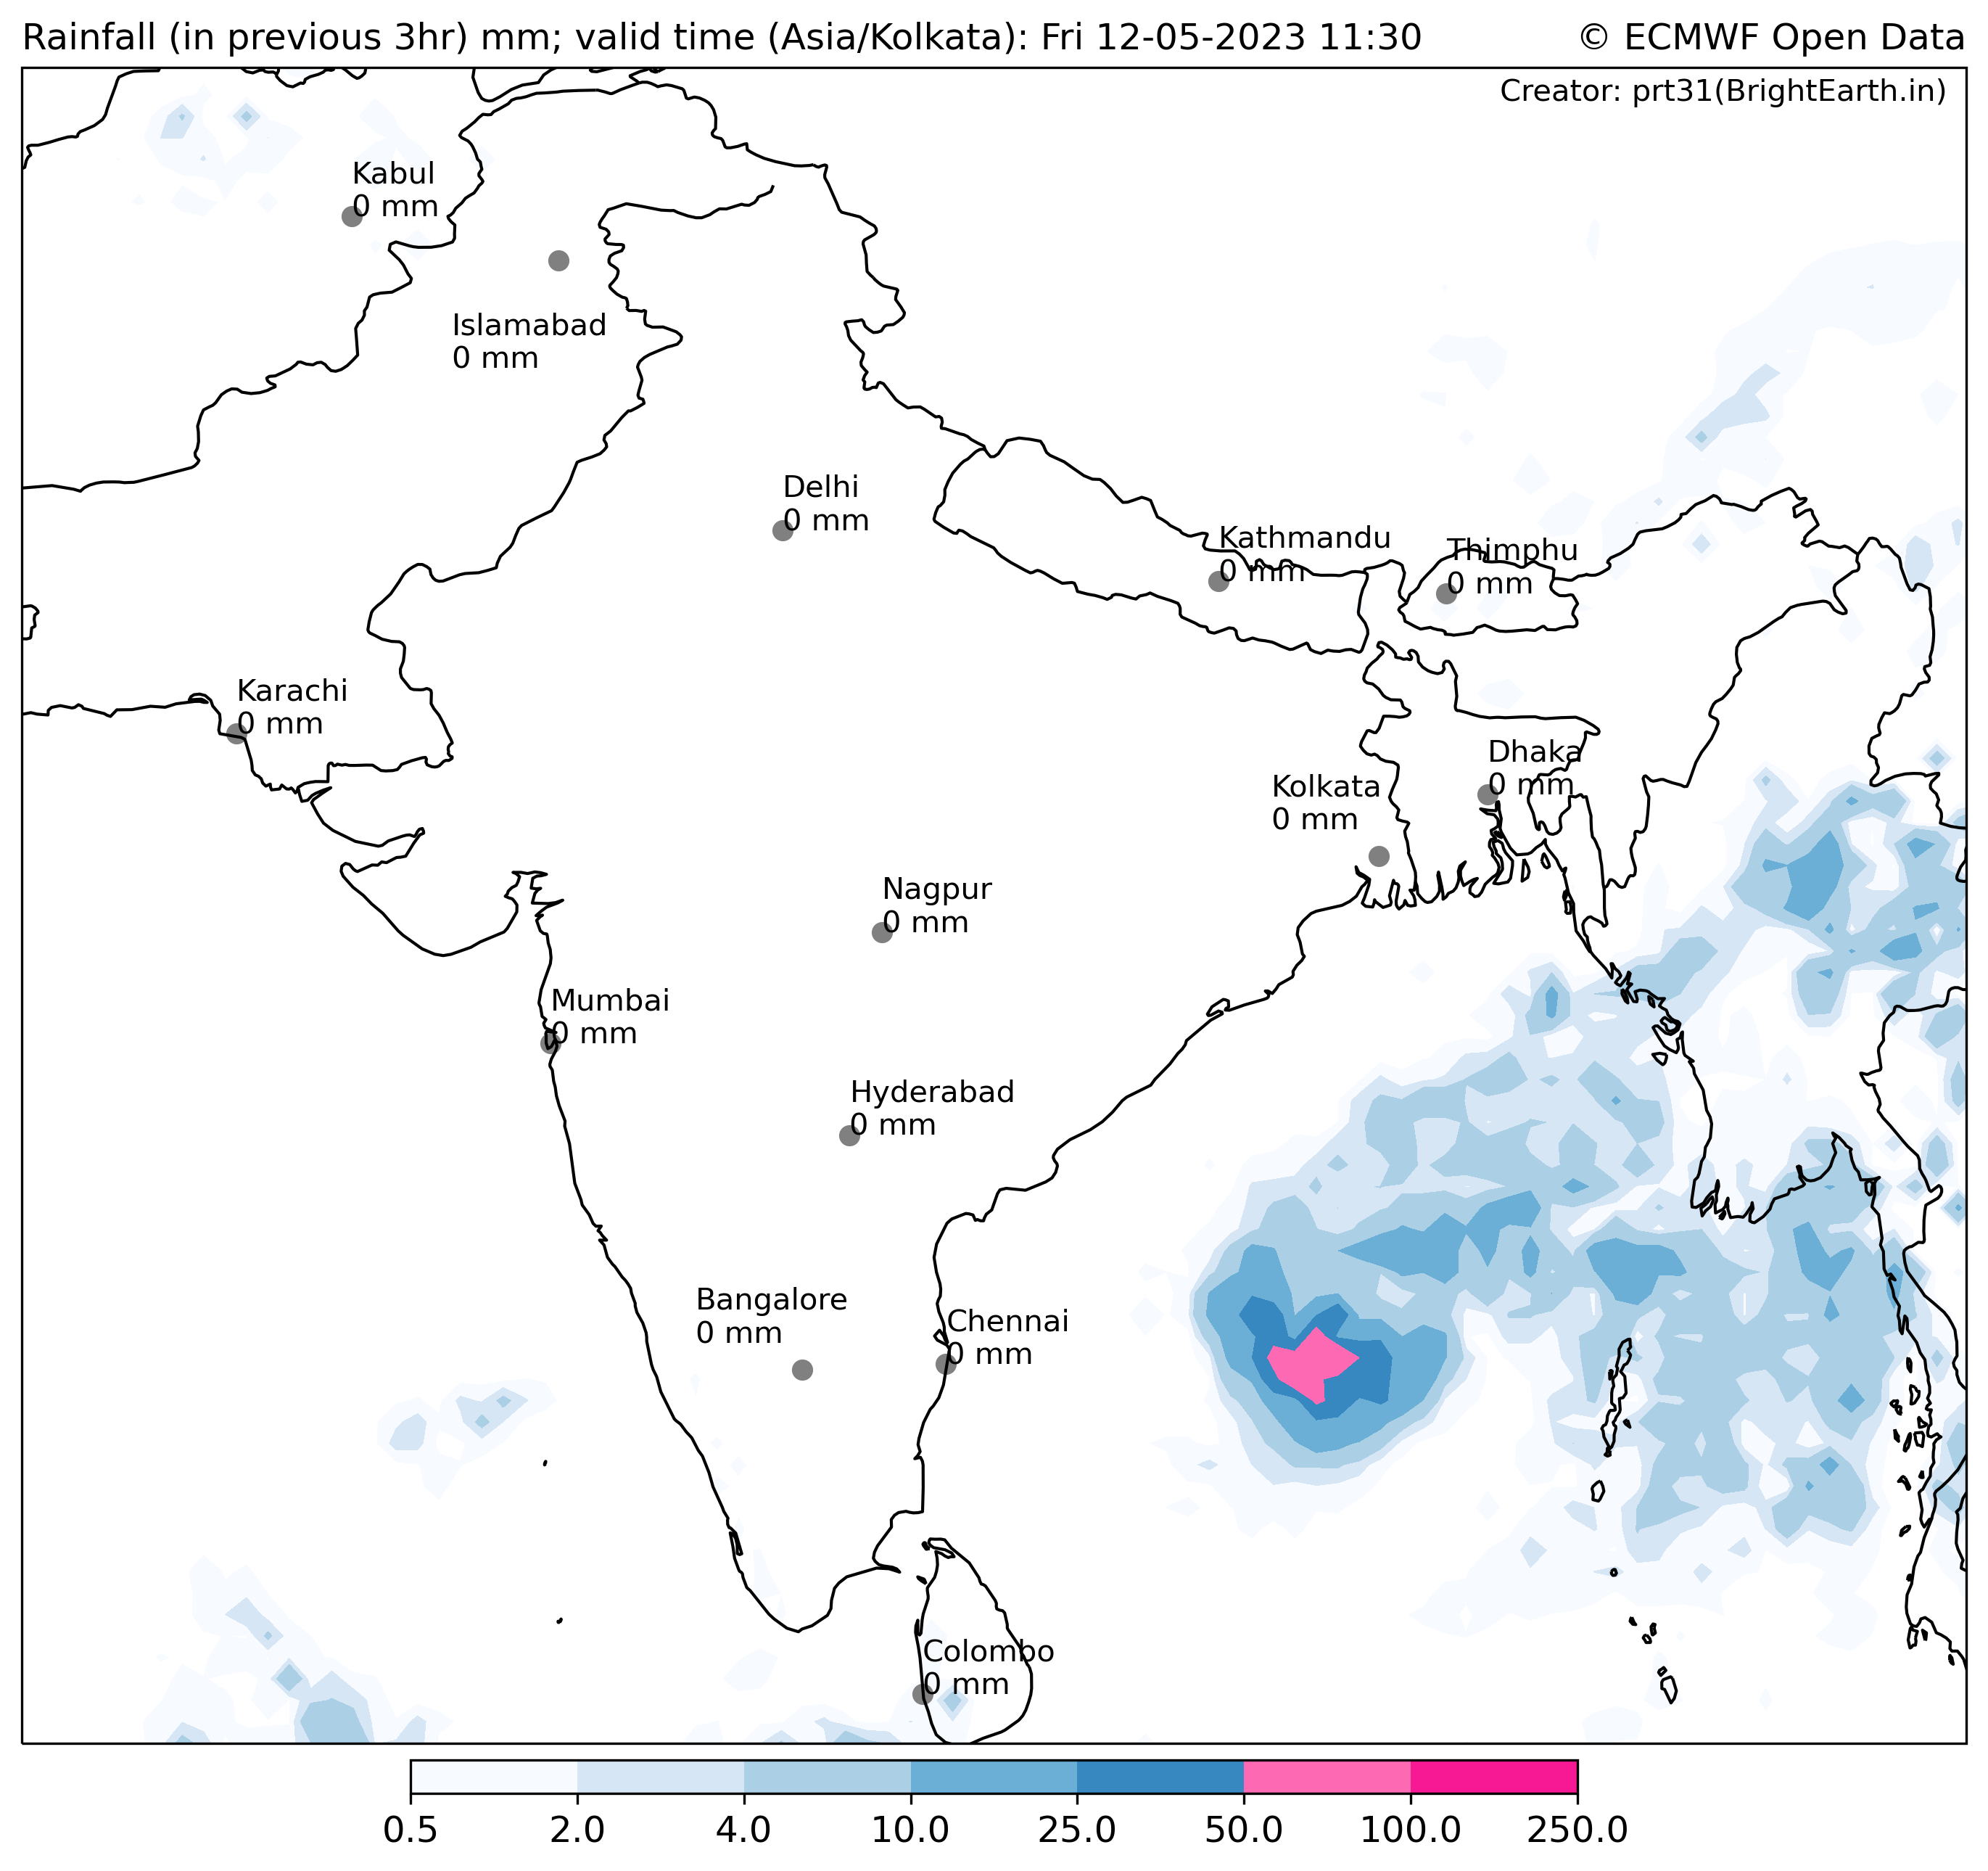 Rainfall (in previous 3hr) mm; valid time (Asia/Kolkata): Fri 12-05-2023 11:30
© ECMWF Open Data
Creator: prt31(BrightEarth.in)
Kabul
0 mm
Islamabad
0 mm
Delhi
0 mm
Kathmandu
0 mm
Thimphu
0 mm
Karachi
0 mm
Dhaka
0 mm
Kolkata
0 mm
Nagpur
0 mm
Mumbai
0 mm
Hyderabad
0 mm
Bangalore
0 mm
Chennai
0 mm
Colombo
0 mm
0.5 2.0 4.0 10.0 25.0 50.0 100.0 250.0